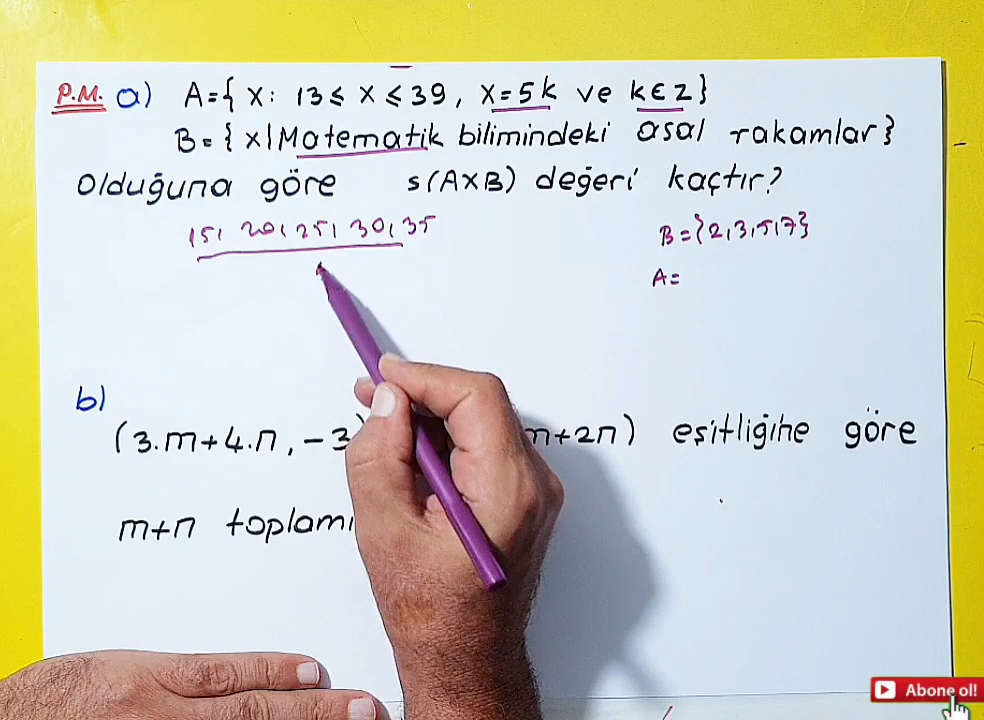 P.M. a) A={ x: 13 ≤ x ≤ 39, x=5k ve k∈z}
B={ x|Matematik bilimindeki asal rakamlar}
Olduğuna göre s(AxB) değeri kaçtır?
15, 20, 25, 30, 35
B={2,3,5,7}
A=
b)
(3.m+4.n, -3) m+2n) eşitliğine göre
m+n toplamı
Abone ol!